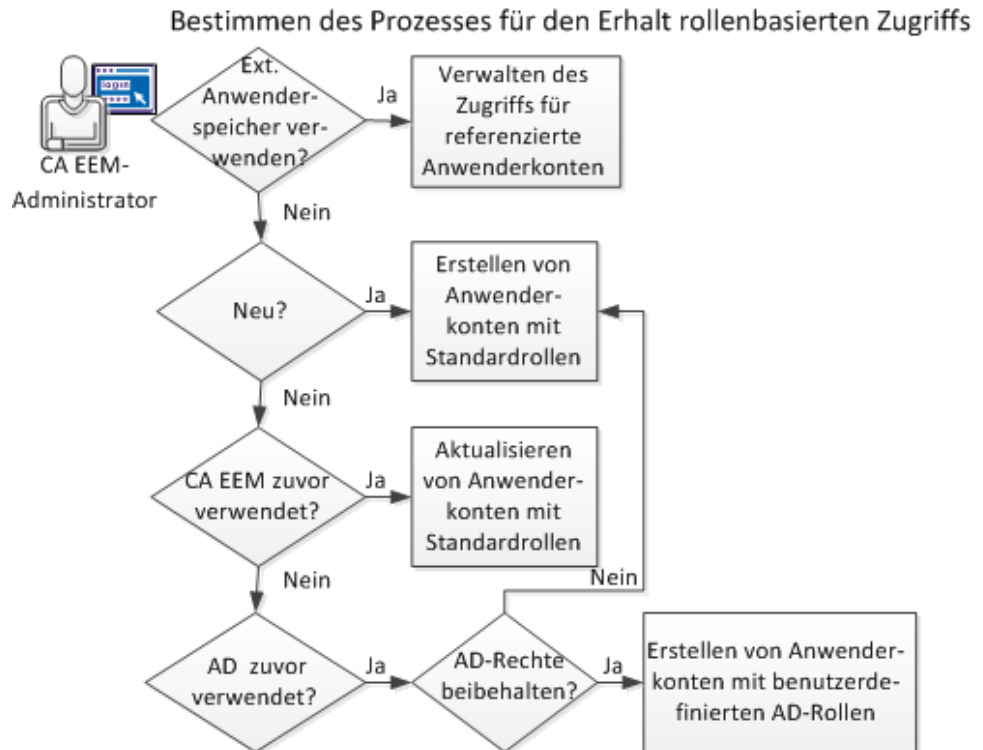 Bestimmen des Prozesses für den Erhalt rollenbasierten Zugriffs
login
CA EEM-
Administrator
Ext.
Anwender-
speicher ver-
wenden?
Ja
Verwalten des
Zugriffs für
referenzierte
Anwenderkonten
Nein
Neu?
Ja
Erstellen von
Anwender-
konten mit
Standardrollen
Nein
CA EEM zuvor
verwendet?
Ja
Aktualisieren
von Anwender-
konten mit
Standardrollen
Nein
Nein
AD zuvor
verwendet?
Ja
AD-Rechte
beibehalten?
Ja
Erstellen von Anwender-
konten mit benutzerde-
finierten AD-Rollen